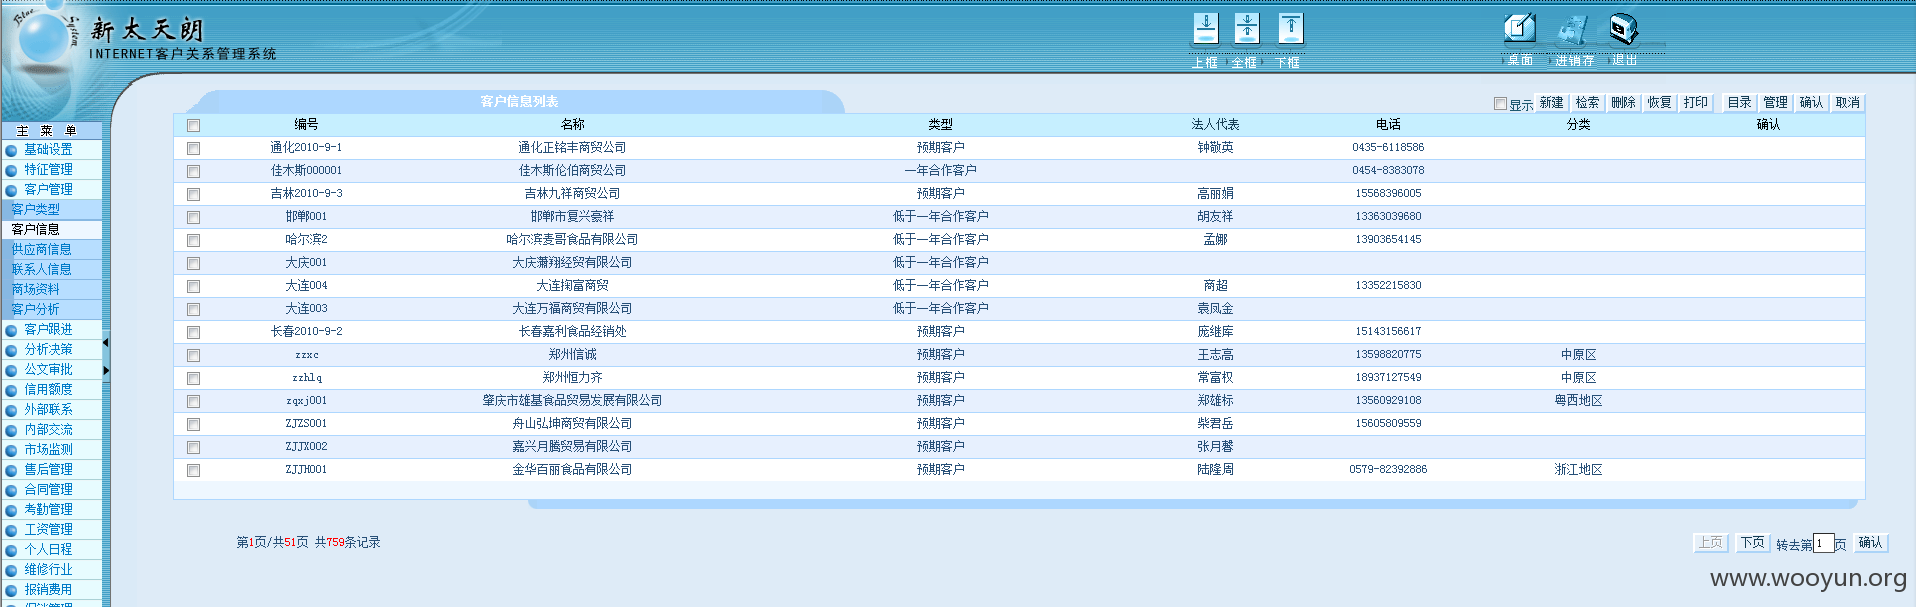 新太天朗
INTERNET客户关系管理系统
上框 全框 下框
桌面 进销存 退出
客户信息列表
显示 新建 检索 删除 恢复 打印 目录 管理 确认 取消
主 菜 单
基础设置
特征管理
客户管理
客户类型
客户信息
供应商信息
联系人信息
商场资料
客户分析
客户跟进
分析决策
公文审批
信用额度
外部联系
内部交流
市场监测
售后管理
合同管理
考勤管理
工资管理
个人日程
维修行业
报销费用
编号 名称 类型 法人代表 电话 分类 确认
通化2010-9-1 通化正铭丰商贸公司 预期客户 钟敬英 0435-6118586
佳木斯000001 佳木斯伦伯商贸公司 一年合作客户 0454-8383078
吉林2010-9-3 吉林九祥商贸公司 预期客户 高丽娟 15568396005
邯郸001 邯郸市复兴豪祥 低于一年合作客户 胡友祥 13363039680
哈尔滨2 哈尔滨麦哥食品有限公司 低于一年合作客户 孟娜 13903654145
大庆001 大庆潲翔经贸有限公司 低于一年合作客户
大连004 大连掬富商贸 低于一年合作客户 商超 13352215830
大连003 大连万福商贸有限公司 低于一年合作客户 袁凤金
长春2010-9-2 长春嘉利食品经销处 预期客户 庞维库 15143156617
zzxc 郑州信诚 预期客户 王志高 13598820775 中原区
zzhlq 郑州恒力齐 预期客户 常富权 18937127549 中原区
zqxj001 肇庆市雄基食品贸易发展有限公司 预期客户 郑雄标 13560929108 粤西地区
ZJZS001 舟山弘坤商贸有限公司 预期客户 柴君岳 15605809559
ZJJX002 嘉兴月腾贸易有限公司 预期客户 张月馨
ZJJH001 金华百丽食品有限公司 预期客户 陆隆周 0579-82392886 浙江地区
第1页/共51页 共759条记录
上页 下页 转去第1页 确认
www.wooyun.org